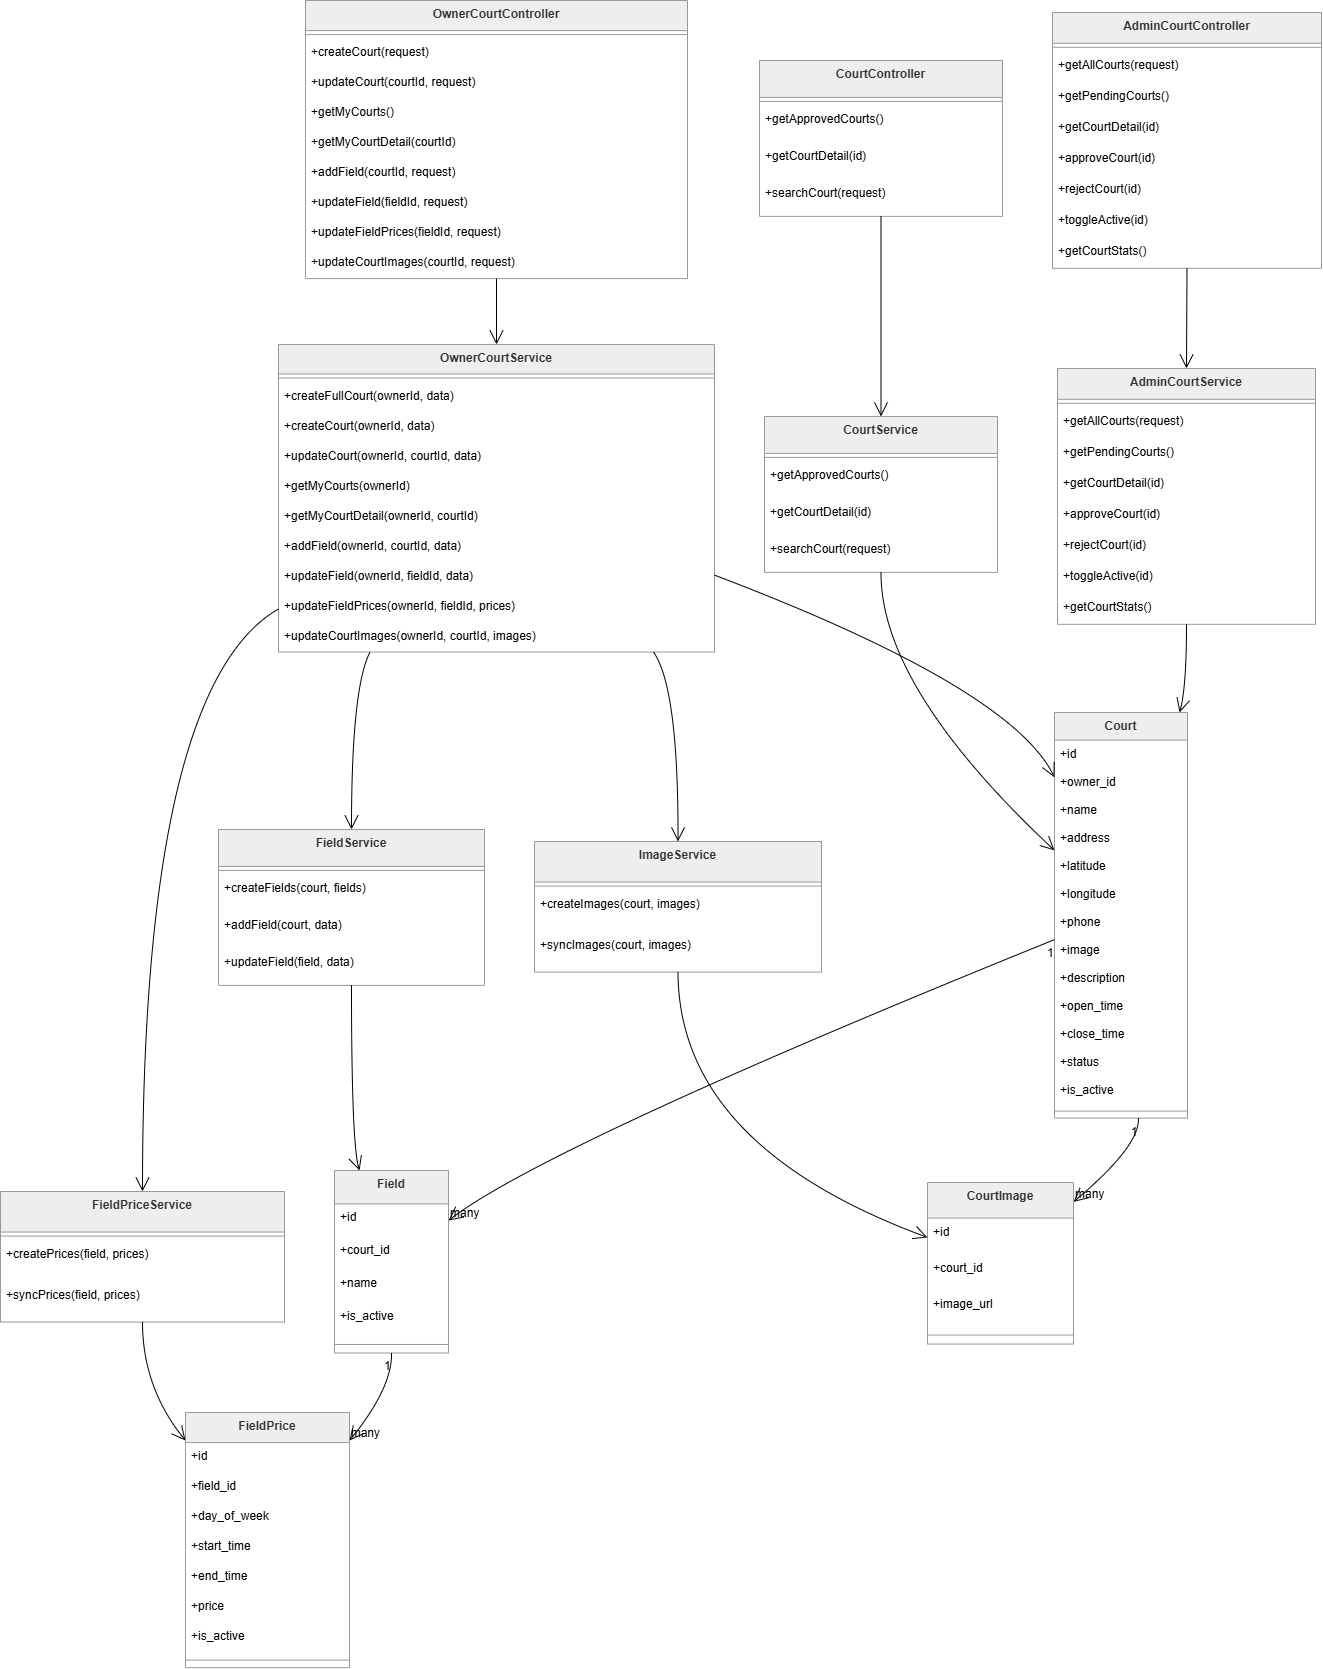 OwnerCourtController
+createCourt(request)
+updateCourt(courtId, request)
+getMyCourts()
+getMyCourtDetail(courtId)
+addField(courtId, request)
+updateField(fieldId, request)
+updateFieldPrices(fieldId, request)
+updateCourtImages(courtId, request)
CourtController
+getApprovedCourts()
+getCourtDetail(id)
+searchCourt(request)
AdminCourtController
+getAllCourts(request)
+getPendingCourts()
+getCourtDetail(id)
+approveCourt(id)
+rejectCourt(id)
+toggleActive(id)
+getCourtStats()
OwnerCourtService
+createFullCourt(ownerId, data)
+createCourt(ownerId, data)
+updateCourt(ownerId, courtId, data)
+getMyCourts(ownerId)
+getMyCourtDetail(ownerId, courtId)
+addField(ownerId, courtId, data)
+updateField(ownerId, fieldId, data)
+updateFieldPrices(ownerId, fieldId, prices)
+updateCourtImages(ownerId, courtId, images)
CourtService
+getApprovedCourts()
+getCourtDetail(id)
+searchCourt(request)
AdminCourtService
+getAllCourts(request)
+getPendingCourts()
+getCourtDetail(id)
+approveCourt(id)
+rejectCourt(id)
+toggleActive(id)
+getCourtStats()
Court
+id
+owner_id
+name
+address
+latitude
+longitude
+phone
+image
+description
+open_time
+close_time
+status
+is_active
1
1
FieldService
+createFields(court, fields)
+addField(court, data)
+updateField(field, data)
ImageService
+createImages(court, images)
+syncImages(court, images)
FieldPriceService
+createPrices(field, prices)
+syncPrices(field, prices)
Field
+id
+court_id
+name
+is_active
many
1
CourtImage
+id
+court_id
+image_url
many
FieldPrice
+id
+field_id
+day_of_week
+start_time
+end_time
+price
+is_active
many